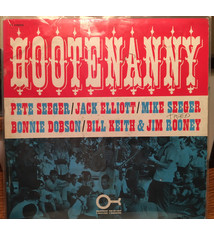 HOOTENANNY
PETE SEEGER/JACK ELLIOTT/MIKE SEEGER
BONNIE DOBSON/BILL KEITH & JIM ROONEY